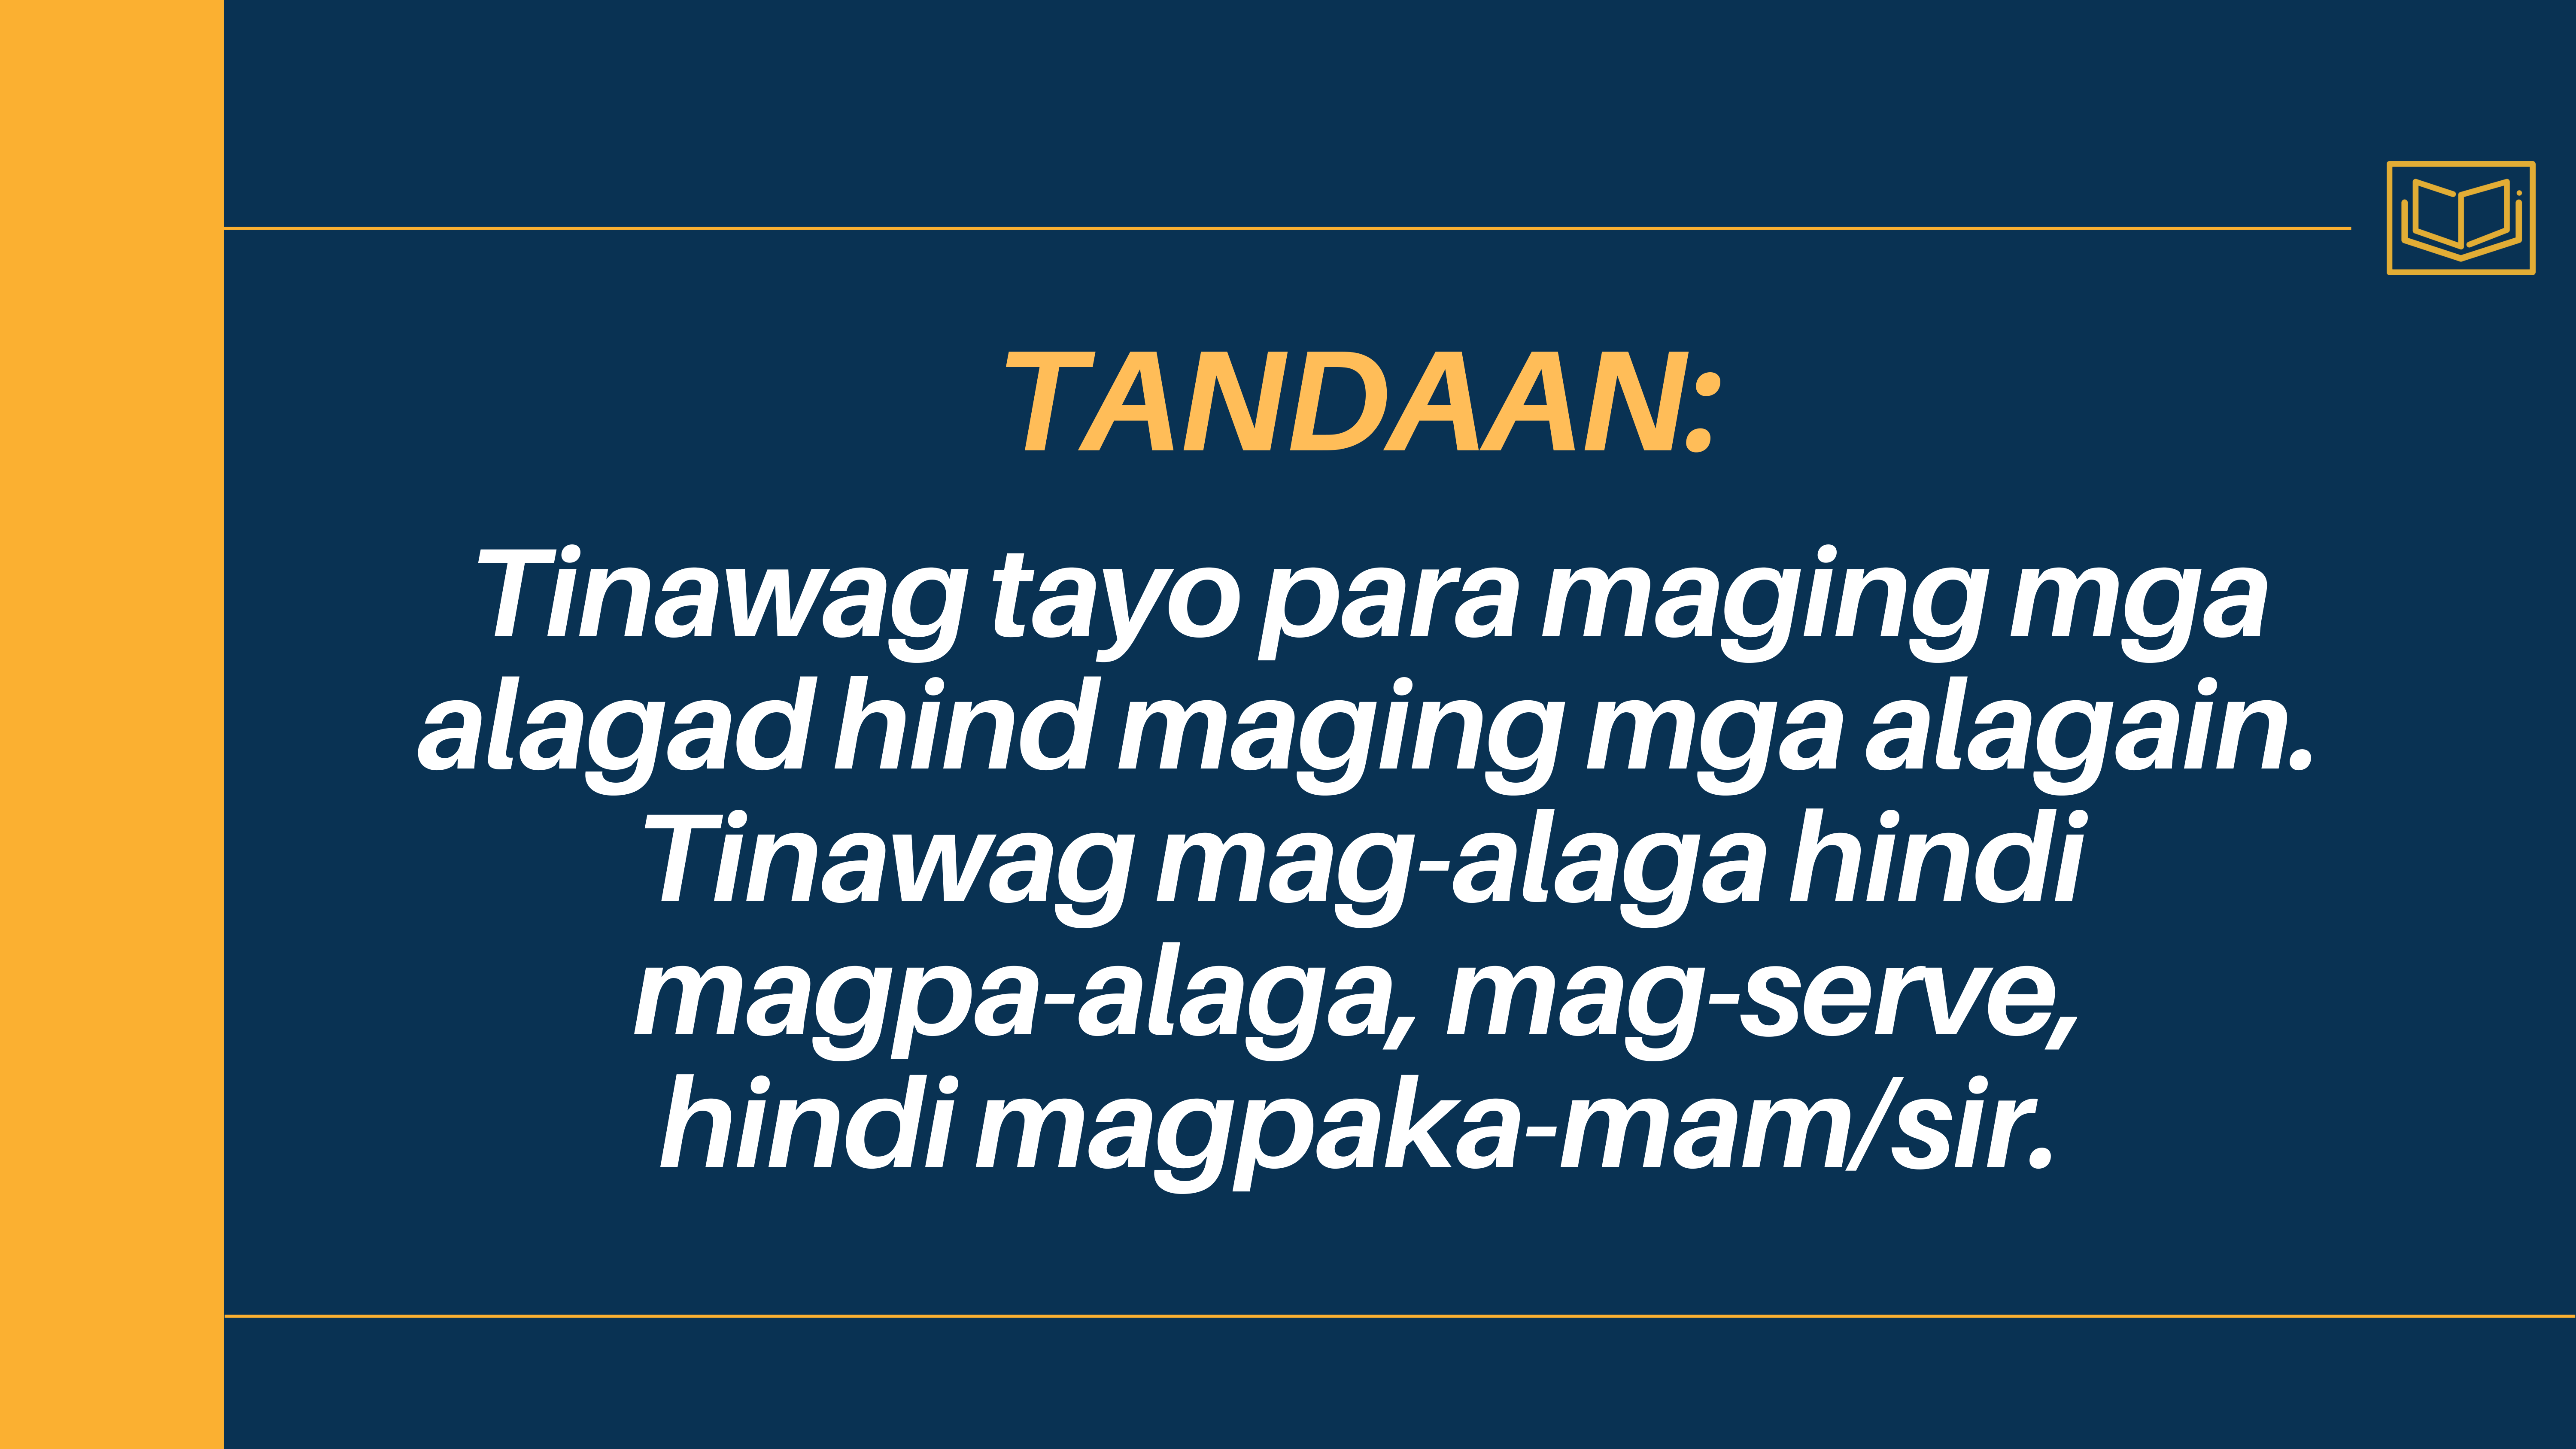 TANDAAN:
Tinawag tayo para maging mga
alagad hind maging mga alagain.
Tinawag mag-alaga hindi
magpa-alaga, mag-serve,
hindi magpaka-mam/sir.